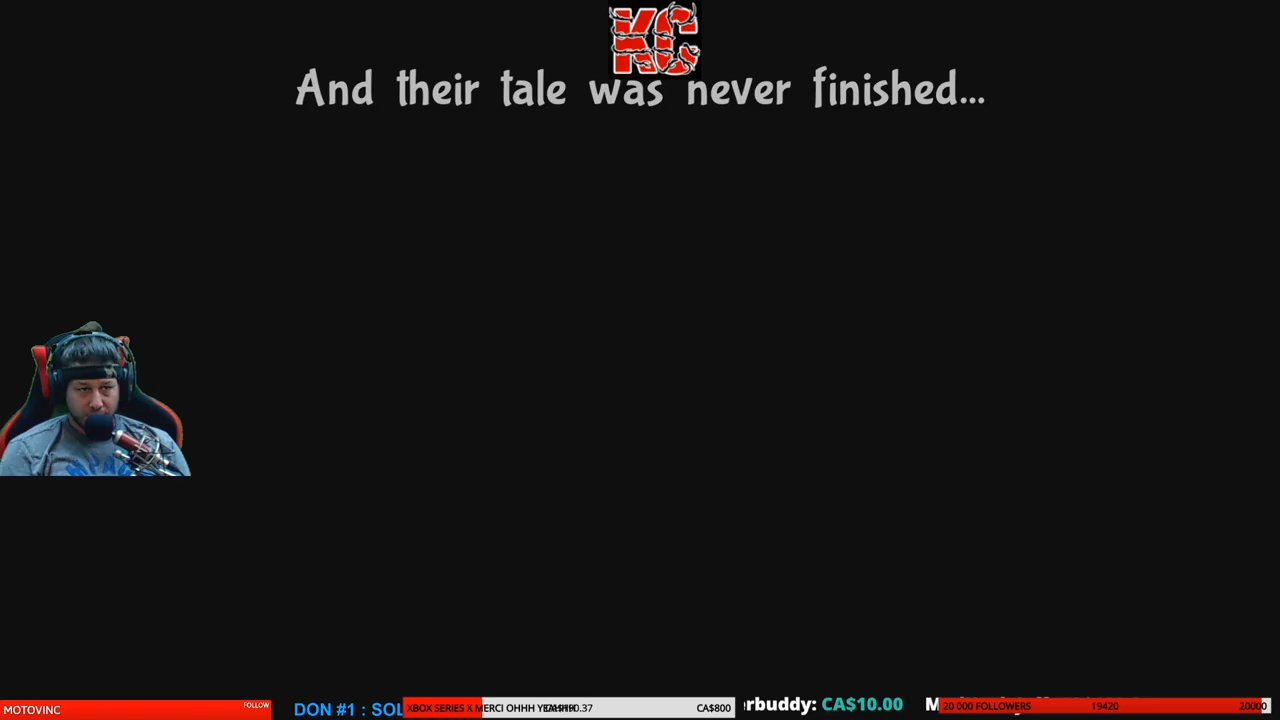 KC
And their tale was never finished...
MOTOVINC
FOLLOW
DON #1 : SOL
XBOX SERIES X MERCI OHHH YEAHH
CA$800
rbuddy: CA$10.00
20 000 FOLLOWERS
19420
20000